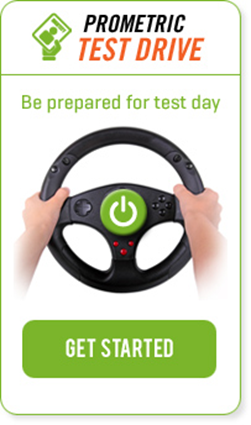 PROMETRIC
TEST DRIVE
Be prepared for test day
GET STARTED